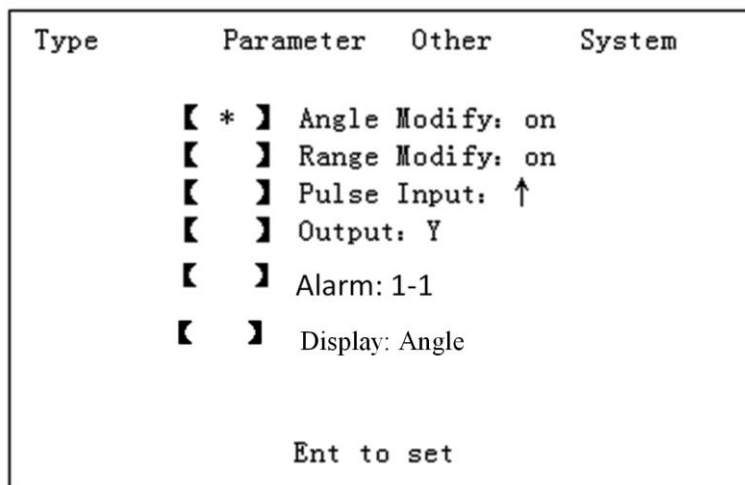 Type Parameter Other System
【 * 】 Angle Modify: on
【 】 Range Modify: on
【 】 Pulse Input: ↑
【 】 Output: Y
【 】 Alarm: 1-1
【 】 Display: Angle
Ent to set